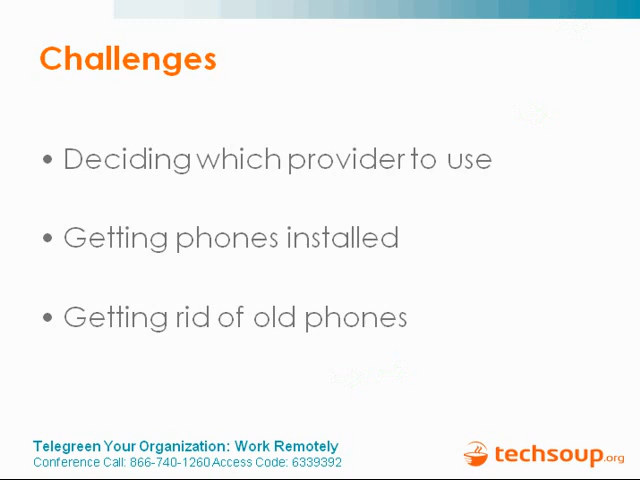 Challenges
• Deciding which provider to use
• Getting phones installed
• Getting rid of old phones
Telegreen Your Organization: Work Remotely
Conference Call: 866-740-1260 Access Code: 6339392
techsoup.org